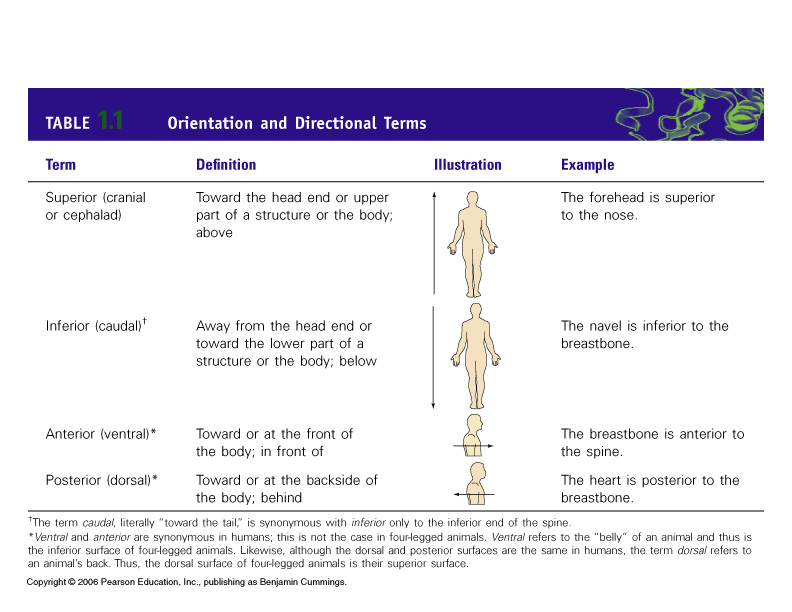 TABLE 1.1 Orientation and Directional Terms
Term Definition Illustration Example
Superior (cranial
or cephalad)
Toward the head end or upper
part of a structure or the body;
above
The forehead is superior
to the nose.
Inferior (caudal)†
Away from the head end or
toward the lower part of a
structure or the body; below
The navel is inferior to the
breastbone.
Anterior (ventral)*
Toward or at the front of
the body; in front of
The breastbone is anterior to
the spine.
Posterior (dorsal)*
Toward or at the backside of
the body; behind
The heart is posterior to the
breastbone.
†The term caudal, literally “toward the tail,” is synonymous with inferior only to the inferior end of the spine.
*Ventral and anterior are synonymous in humans; this is not the case in four-legged animals. Ventral refers to the “belly” of an animal and thus is
the inferior surface of four-legged animals. Likewise, although the dorsal and posterior surfaces are the same in humans, the term dorsal refers to
an animal’s back. Thus, the dorsal surface of four-legged animals is their superior surface.
Copyright © 2006 Pearson Education, Inc., publishing as Benjamin Cummings.